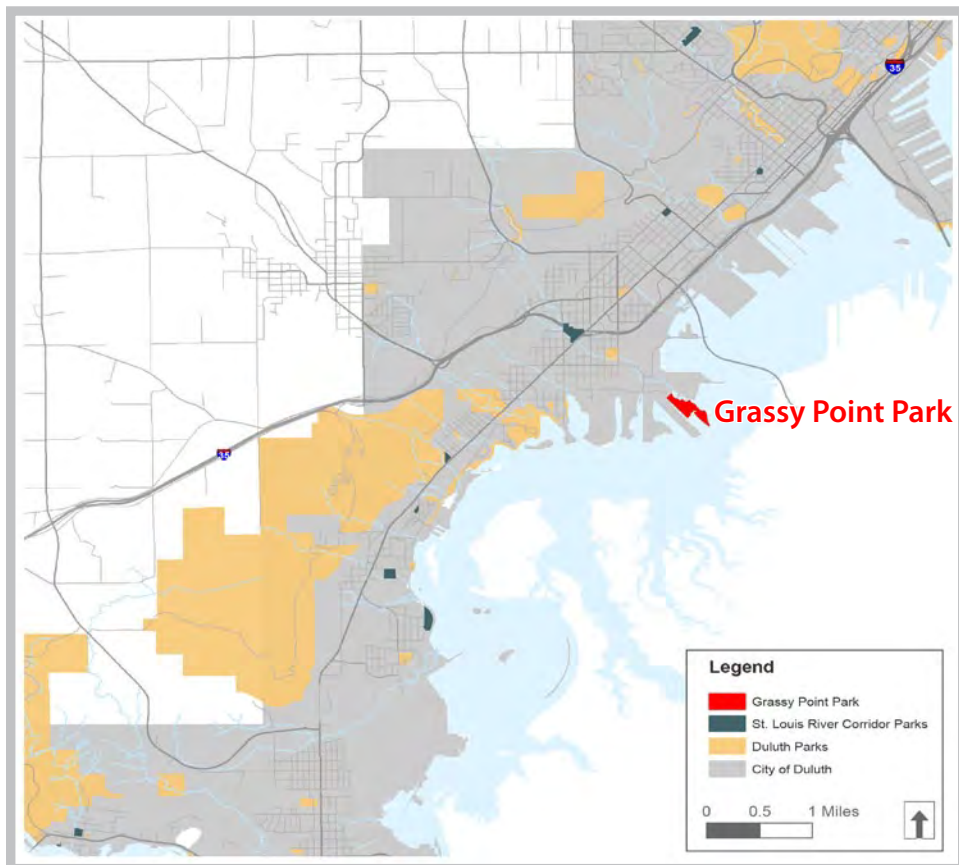 35
Grassy Point Park
35
Legend
Grassy Point Park
St. Louis River Corridor Parks
Duluth Parks
City of Duluth
0 0.5 1 Miles